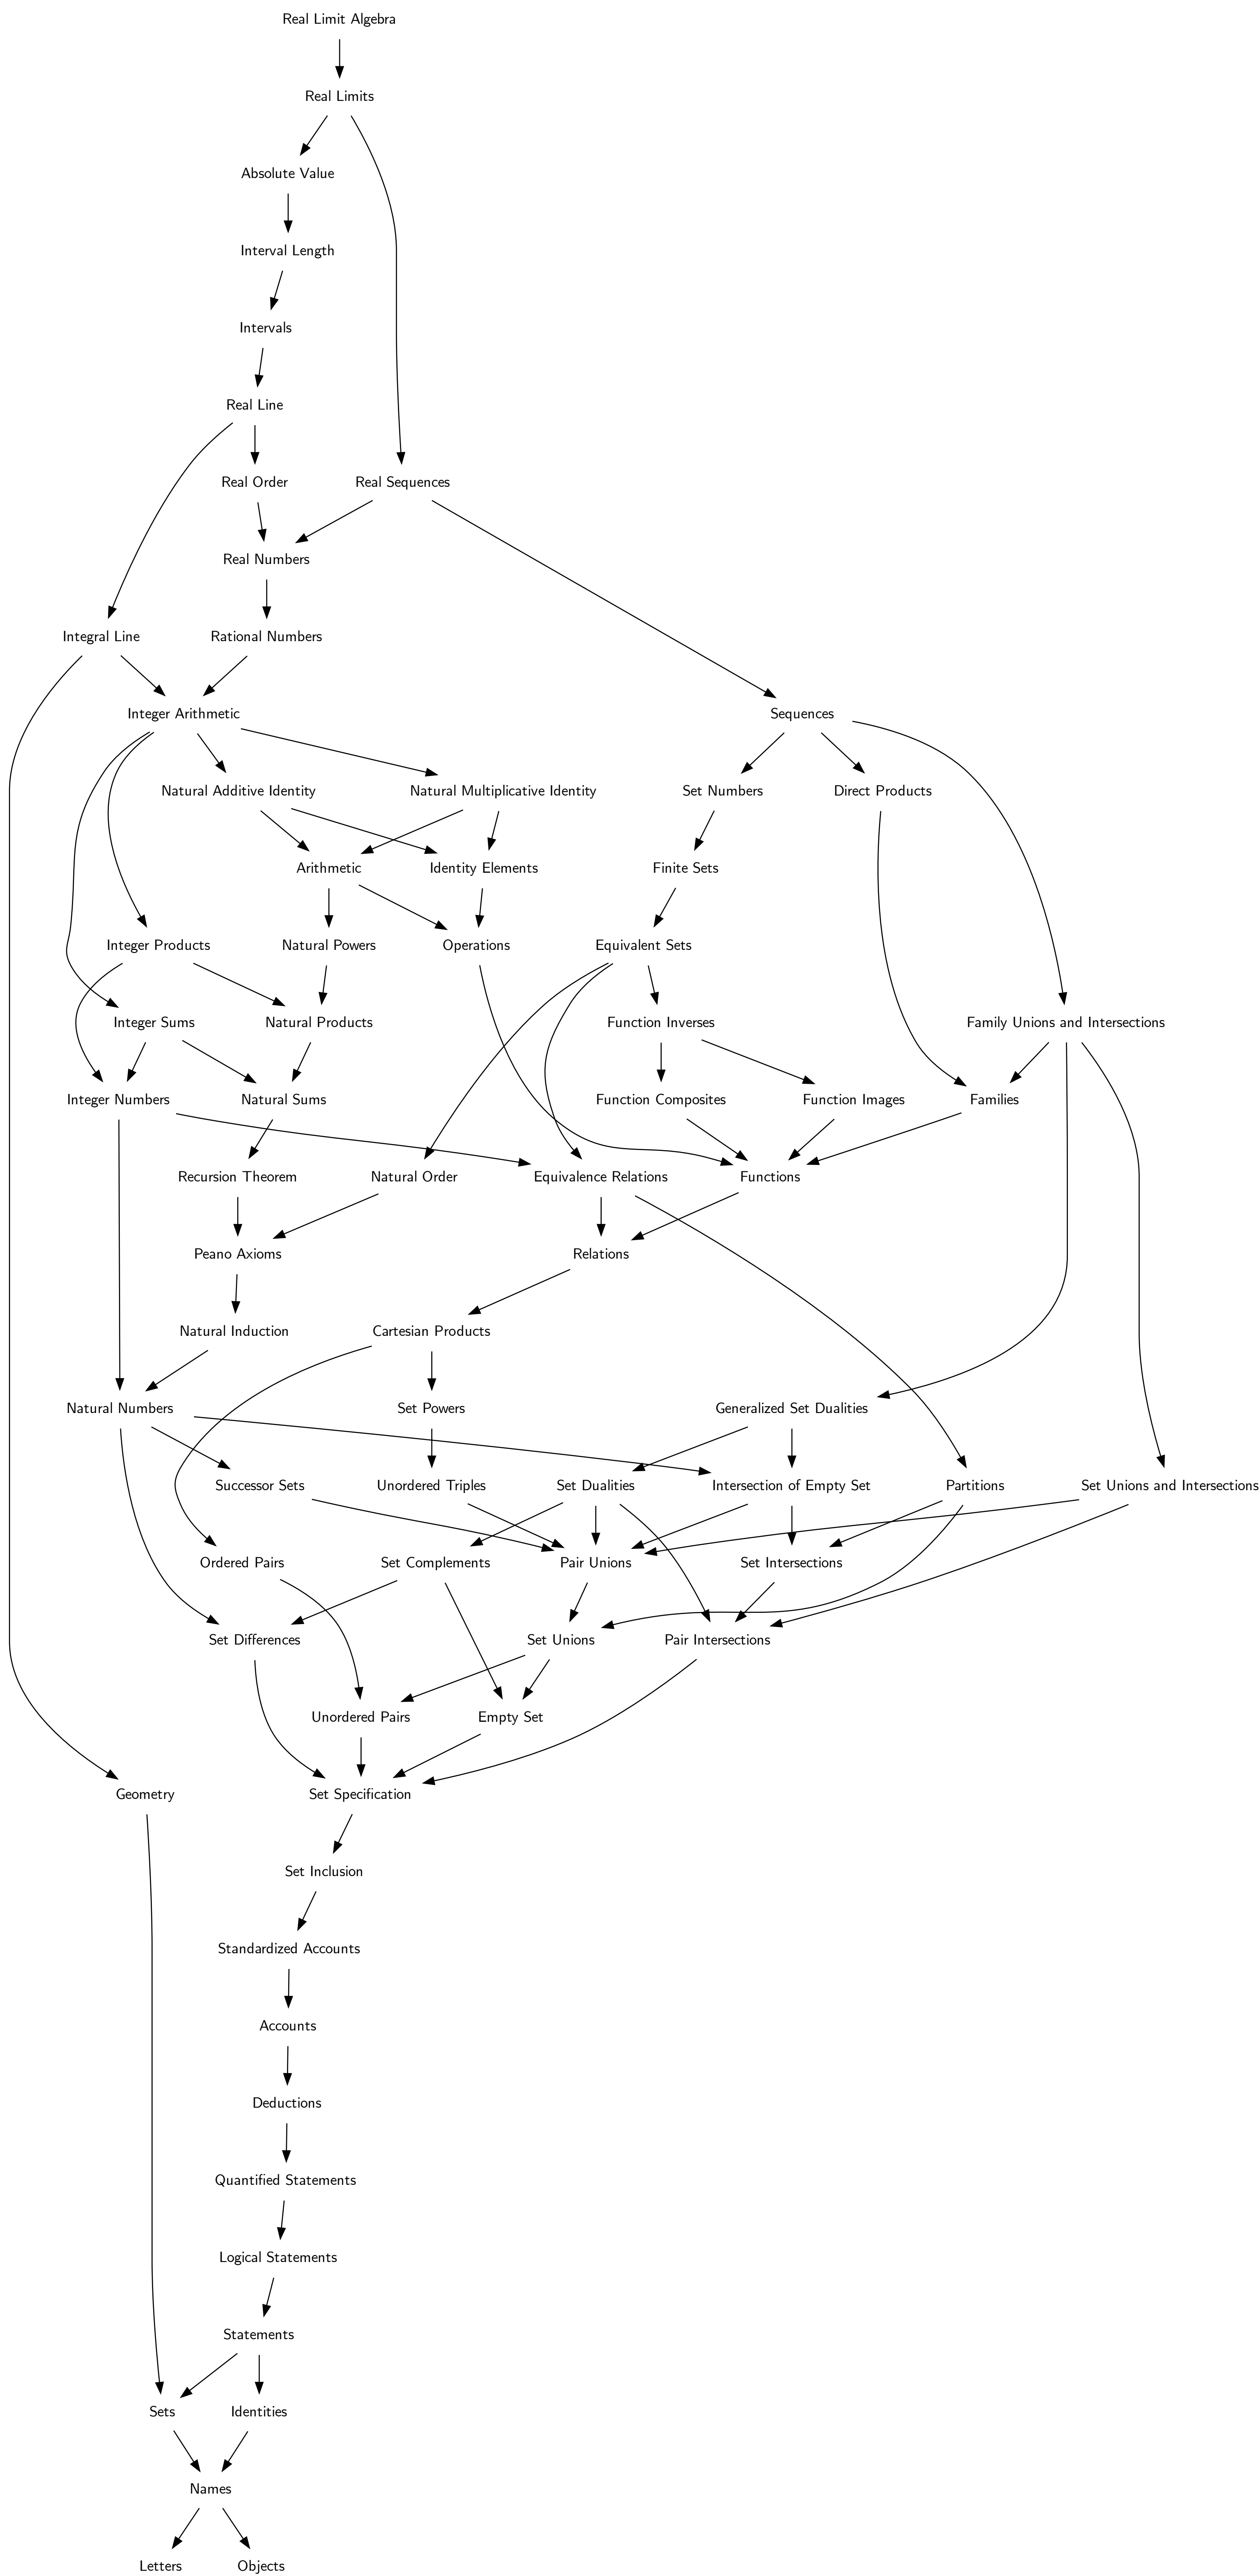 Real Limit Algebra
Real Limits
Absolute Value
Interval Length
Intervals
Real Line
Real Order
Real Sequences
Real Numbers
Integral Line
Rational Numbers
Integer Arithmetic
Sequences
Natural Additive Identity
Natural Multiplicative Identity
Set Numbers
Direct Products
Arithmetic
Identity Elements
Finite Sets
Integer Products
Natural Powers
Operations
Equivalent Sets
Integer Sums
Natural Products
Function Inverses
Family Unions and Intersections
Integer Numbers
Natural Sums
Function Composites
Function Images
Families
Recursion Theorem
Natural Order
Equivalence Relations
Functions
Peano Axioms
Relations
Natural Induction
Cartesian Products
Natural Numbers
Set Powers
Generalized Set Dualities
Successor Sets
Unordered Triples
Set Dualities
Intersection of Empty Set
Partitions
Set Unions and Intersections
Ordered Pairs
Set Complements
Pair Unions
Set Intersections
Set Differences
Set Unions
Pair Intersections
Unordered Pairs
Empty Set
Geometry
Set Specification
Set Inclusion
Standardized Accounts
Accounts
Deductions
Quantified Statements
Logical Statements
Statements
Sets
Identities
Names
Letters
Objects